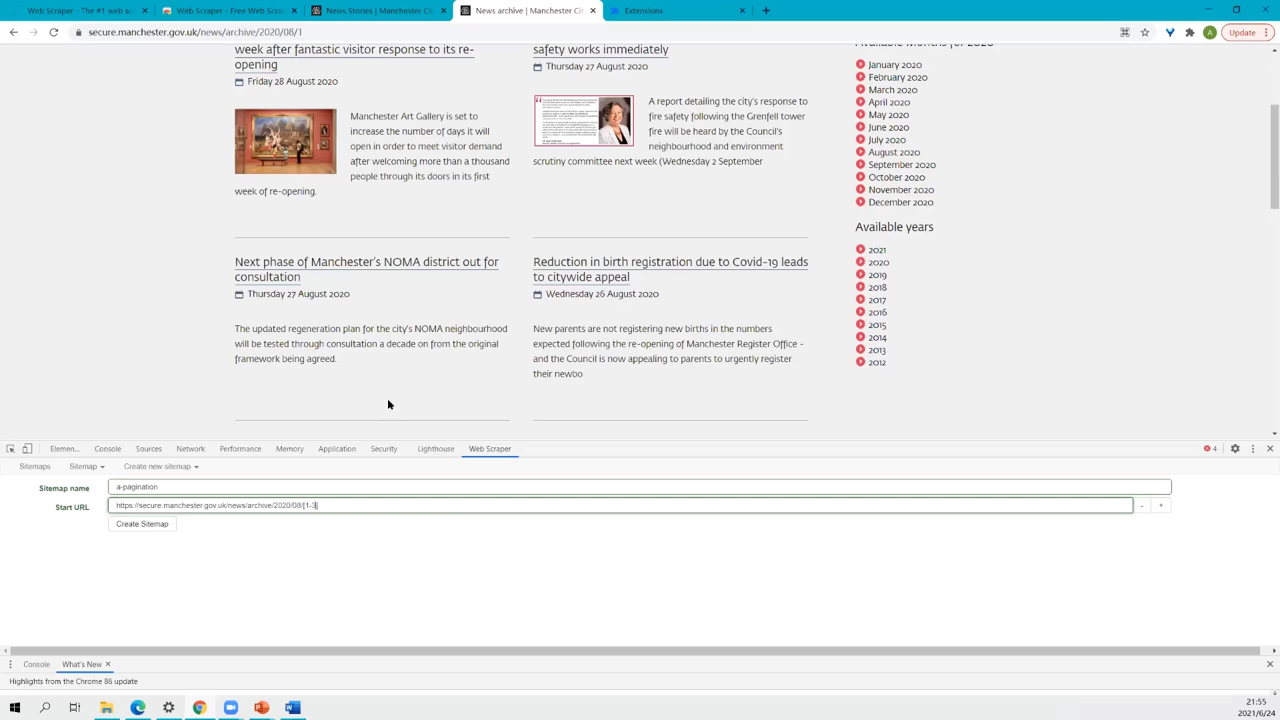 Web Scraper - The #1 web sc
Web Scraper - Free Web Scra
News Stories | Manchester Cit
News archive | Manchester Cit
Extensions
secure.manchester.gov.uk/news/archive/2020/08/1
A
Update
week after fantastic visitor response to its re-
opening
Friday 28 August 2020
Manchester Art Gallery is set to
increase the number of days it will
open in order to meet visitor demand
after welcoming more than a thousand
people through its doors in its first
week of re-opening.
safety works immediately
Thursday 27 August 2020
A report detailing the city's response to
fire safety following the Grenfell tower
fire will be heard by the Council's
neighbourhood and environment
scrutiny committee next week (Wednesday 2 September
Next phase of Manchester's NOMA district out for
consultation
Thursday 27 August 2020
The updated regeneration plan for the city's NOMA neighbourhood
will be tested through consultation a decade on from the original
framework being agreed.
Reduction in birth registration due to Covid-19 leads
to citywide appeal
Wednesday 26 August 2020
New parents are not registering new births in the numbers
expected following the re-opening of Manchester Register Office -
and the Council is now appealing to parents to urgently register
their newbo
Available Months for 2020
January 2020
February 2020
March 2020
April 2020
May 2020
June 2020
July 2020
August 2020
September 2020
October 2020
November 2020
December 2020
Available years
2021
2020
2019
2018
2017
2016
2015
2014
2013
2012
Elemen... Console Sources Network Performance Memory Application Security Lighthouse Web Scraper 4
Sitemaps Sitemap Create new sitemap
Sitemap name a-pagination
Start URL https://secure.manchester.gov.uk/news/archive/2020/08/[1-3] - +
Create Sitemap
Console What's New
Highlights from the Chrome 86 update
21:55
2021/6/24